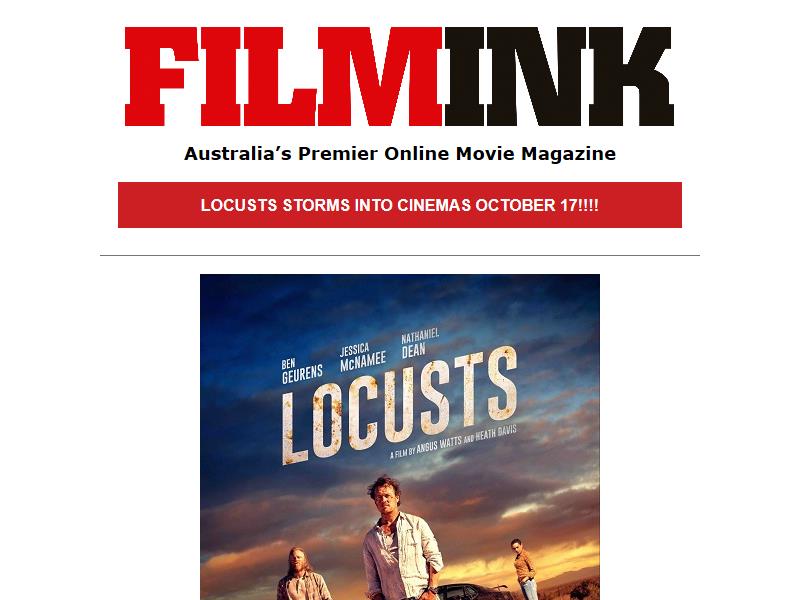 FILMINK
Australia's Premier Online Movie Magazine
LOCUSTS STORMS INTO CINEMAS OCTOBER 17!!!!
BEN
GEURENS
JESSICA
McNAMEE
NATHANIEL
DEAN
LOCUSTS
A FILM BY ANGUS WATTS AND HEATH DAVIS